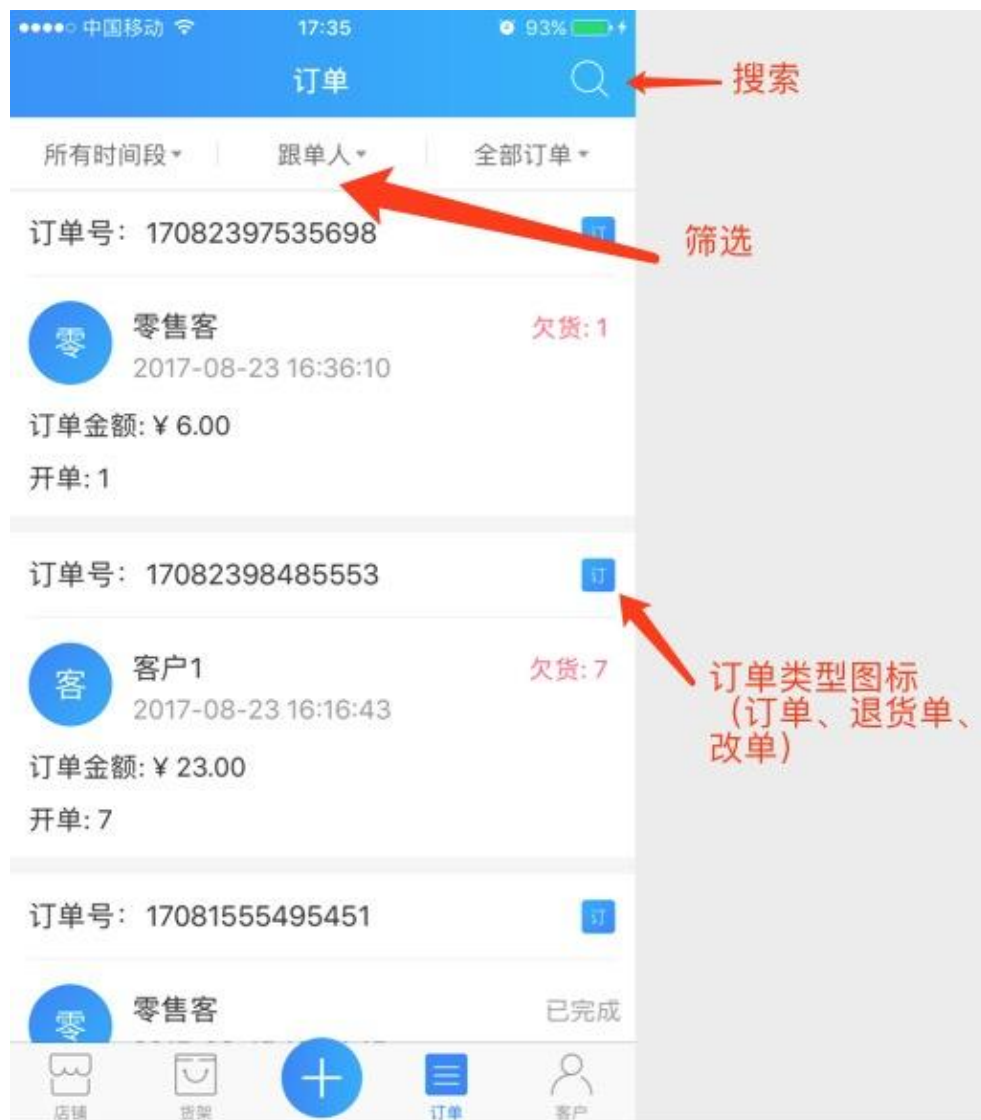 中国移动 17:35 93%
订单
搜索
所有时间段 跟单人 全部订单
筛选
订单号：17082397535698 订
零 零售客 欠货: 1
2017-08-23 16:36:10
订单金额: ¥ 6.00
开单: 1
订单号：17082398485553 订
客 客户1 欠货: 7
2017-08-23 16:16:43
订单类型图标
（订单、退货单、
改单）
订单金额: ¥ 23.00
开单: 7
订单号：17081555495451 订
零 零售客 已完成
店铺 货架 订单 客户